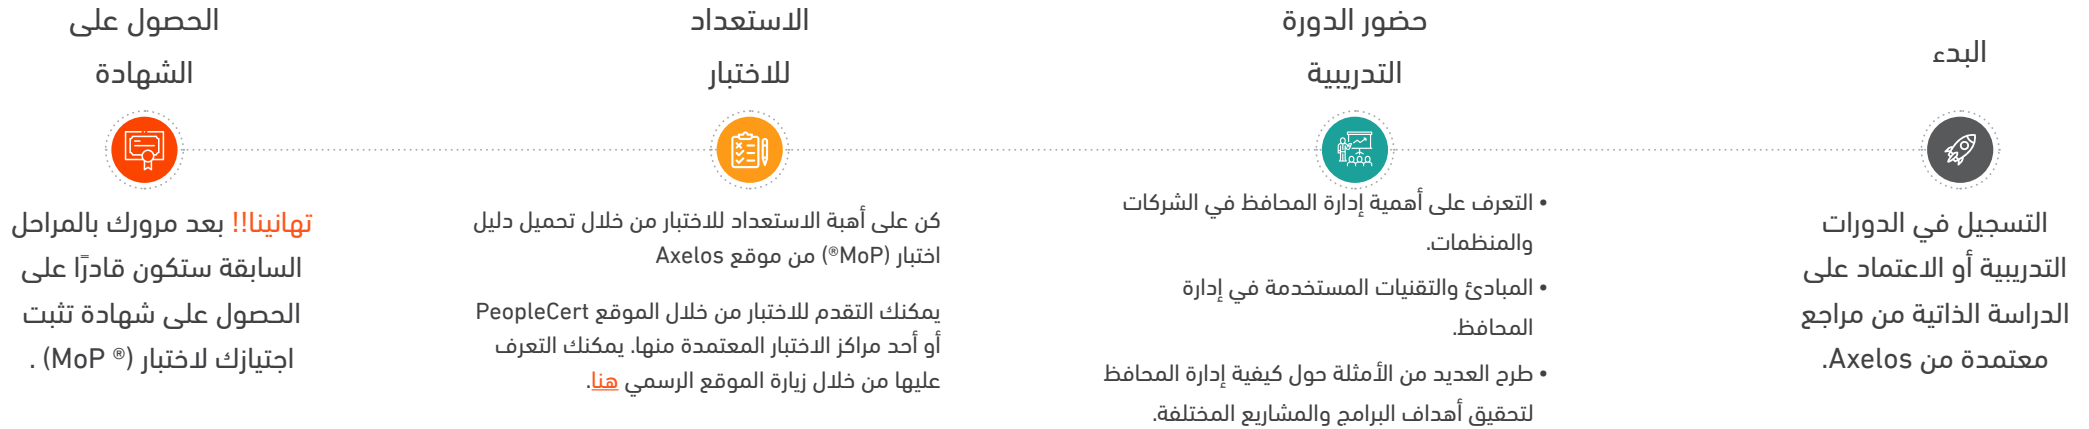 البدء
التسجيل في الدورات
التدريبية أو الاعتماد على
الدراسة الذاتية من مراجع
معتمدة من Axelos.
حضور الدورة
التدريبية
• التعرف على أهمية إدارة المحافظ في الشركات
والمنظمات.
• المبادئ والتقنيات المستخدمة في إدارة
المحافظ.
• طرح العديد من الأمثلة حول كيفية إدارة المحافظ
لتحقيق أهداف البرامج والمشاريع المختلفة.
الاستعداد
للاختبار
كن على أهبة الاستعداد للاختبار من خلال تحميل دليل
اختبار (MoP®) من موقع Axelos
يمكنك التقدم للاختبار من خلال الموقع PeopleCert
أو أحد مراكز الاختبار المعتمدة منها. يمكنك التعرف
عليها من خلال زيارة الموقع الرسمي هنا.
الحصول على
الشهادة
تهانينا!! بعد مرورك بالمراحل
السابقة ستكون قادرًا على
الحصول على شهادة تثبت
اجتيازك لاختبار (MoP ®) .